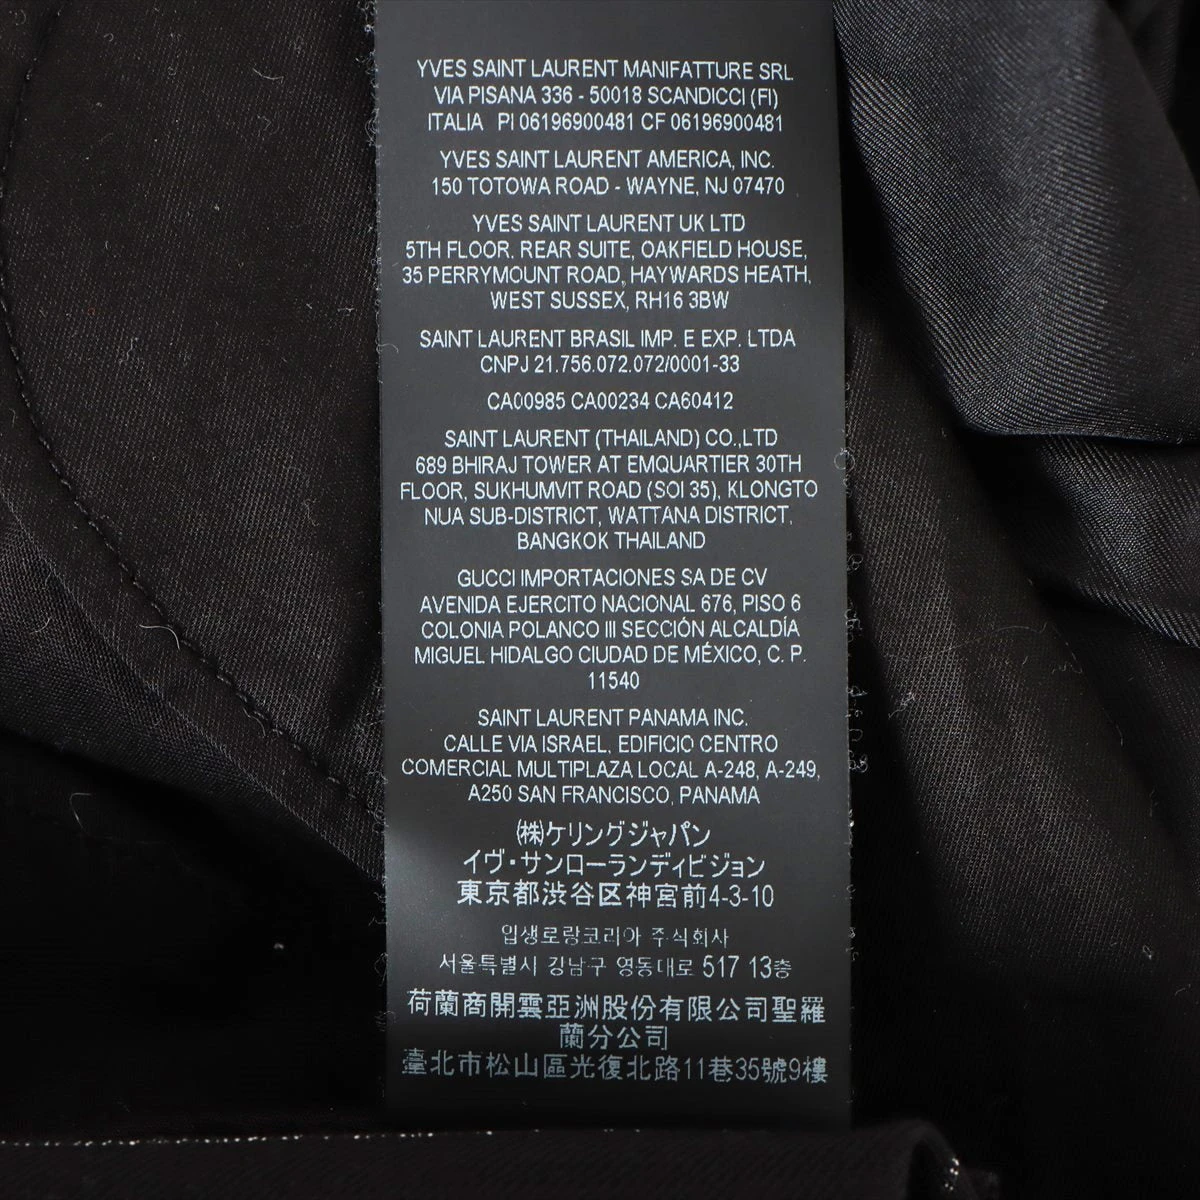 YVES SAINT LAURENT MANIFATTURE SRL
VIA PISANA 336 - 50018 SCANDICCI (FI)
ITALIA PI 06196900481 CF 06196900481
YVES SAINT LAURENT AMERICA, INC.
150 TOTOWA ROAD - WAYNE, NJ 07470
YVES SAINT LAURENT UK LTD
5TH FLOOR. REAR SUITE, OAKFIELD HOUSE,
35 PERRYMOUNT ROAD, HAYWARDS HEATH,
WEST SUSSEX, RH16 3BW
SAINT LAURENT BRASIL IMP. E EXP. LTDA
CNPJ 21.756.072.072/0001-33
CA00985 CA00234 CA60412
SAINT LAURENT (THAILAND) CO.,LTD
689 BHIRAJ TOWER AT EMQUARTIER 30TH
FLOOR, SUKHUMVIT ROAD (SOI 35), KLONGTO
NUA SUB-DISTRICT, WATTANA DISTRICT,
BANGKOK THAILAND
GUCCI IMPORTACIONES SA DE CV
AVENIDA EJERCITO NACIONAL 676, PISO 6
COLONIA POLANCO III SECCIÓN ALCALDÍA
MIGUEL HIDALGO CIUDAD DE MÉXICO, C. P.
11540
SAINT LAURENT PANAMA INC.
CALLE VIA ISRAEL, EDIFICIO CENTRO
COMERCIAL MULTIPLAZA LOCAL A-248, A-249,
A250 SAN FRANCISCO, PANAMA
(株)ケリングジャパン
イヴ・サンローランディビジョン
東京都渋谷区神宮前4-3-10
입생로랑코리아 주식회사
서울특별시 강남구 영동대로 517 13층
荷蘭商開雲亞洲股份有限公司聖羅
蘭分公司
臺北市松山區光復北路11巷35號9樓